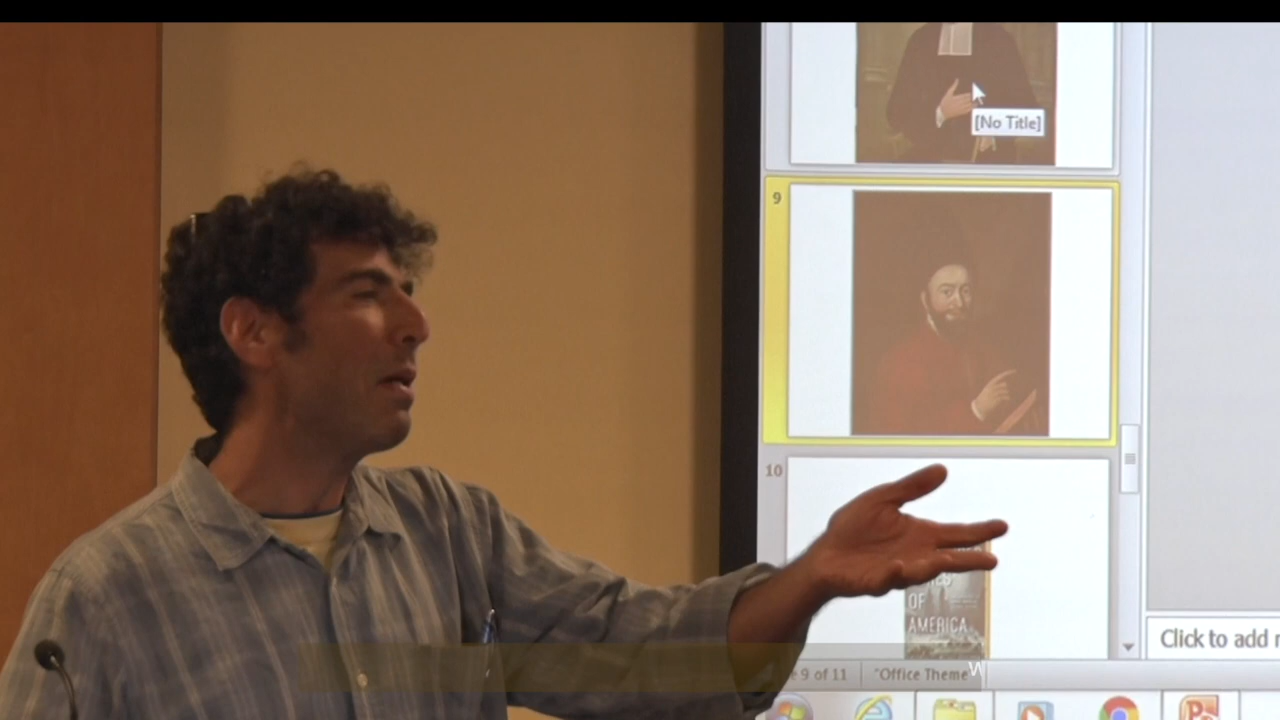 [No Title]
9
10
OF
AMERICA
Click to add
9 of 11
"Office Theme"
W